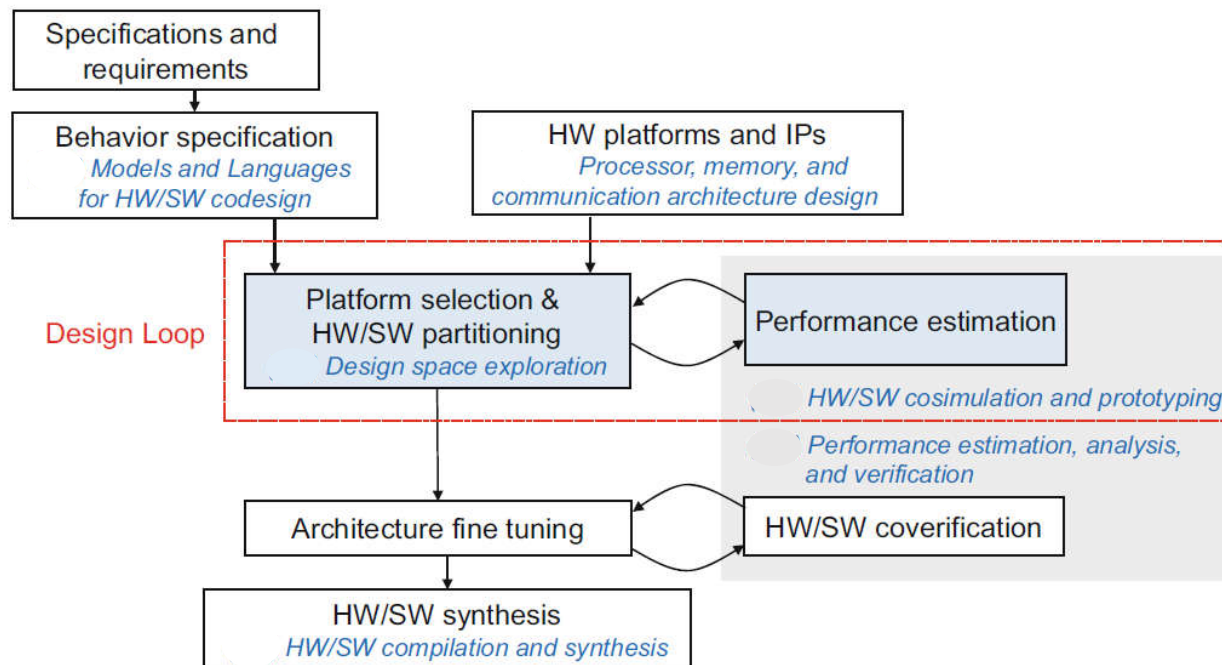 Specifications and
requirements
Behavior specification
Models and Languages
for HW/SW codesign
HW platforms and IPs
Processor, memory, and
communication architecture design
Design Loop
Platform selection &
HW/SW partitioning
Design space exploration
Performance estimation
HW/SW cosimulation and prototyping
Performance estimation, analysis,
and verification
Architecture fine tuning
HW/SW coverification
HW/SW synthesis
HW/SW compilation and synthesis